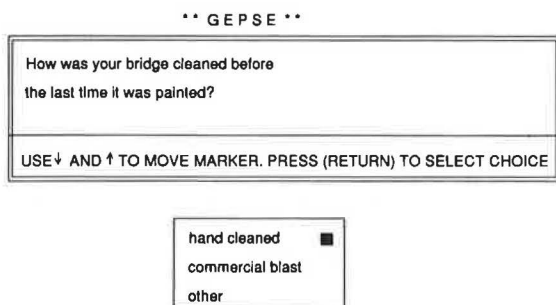 ** GEPSE **
How was your bridge cleaned before
the last time it was painted?
USE↓ AND ↑ TO MOVE MARKER. PRESS (RETURN) TO SELECT CHOICE
hand cleaned ■
commercial blast
other